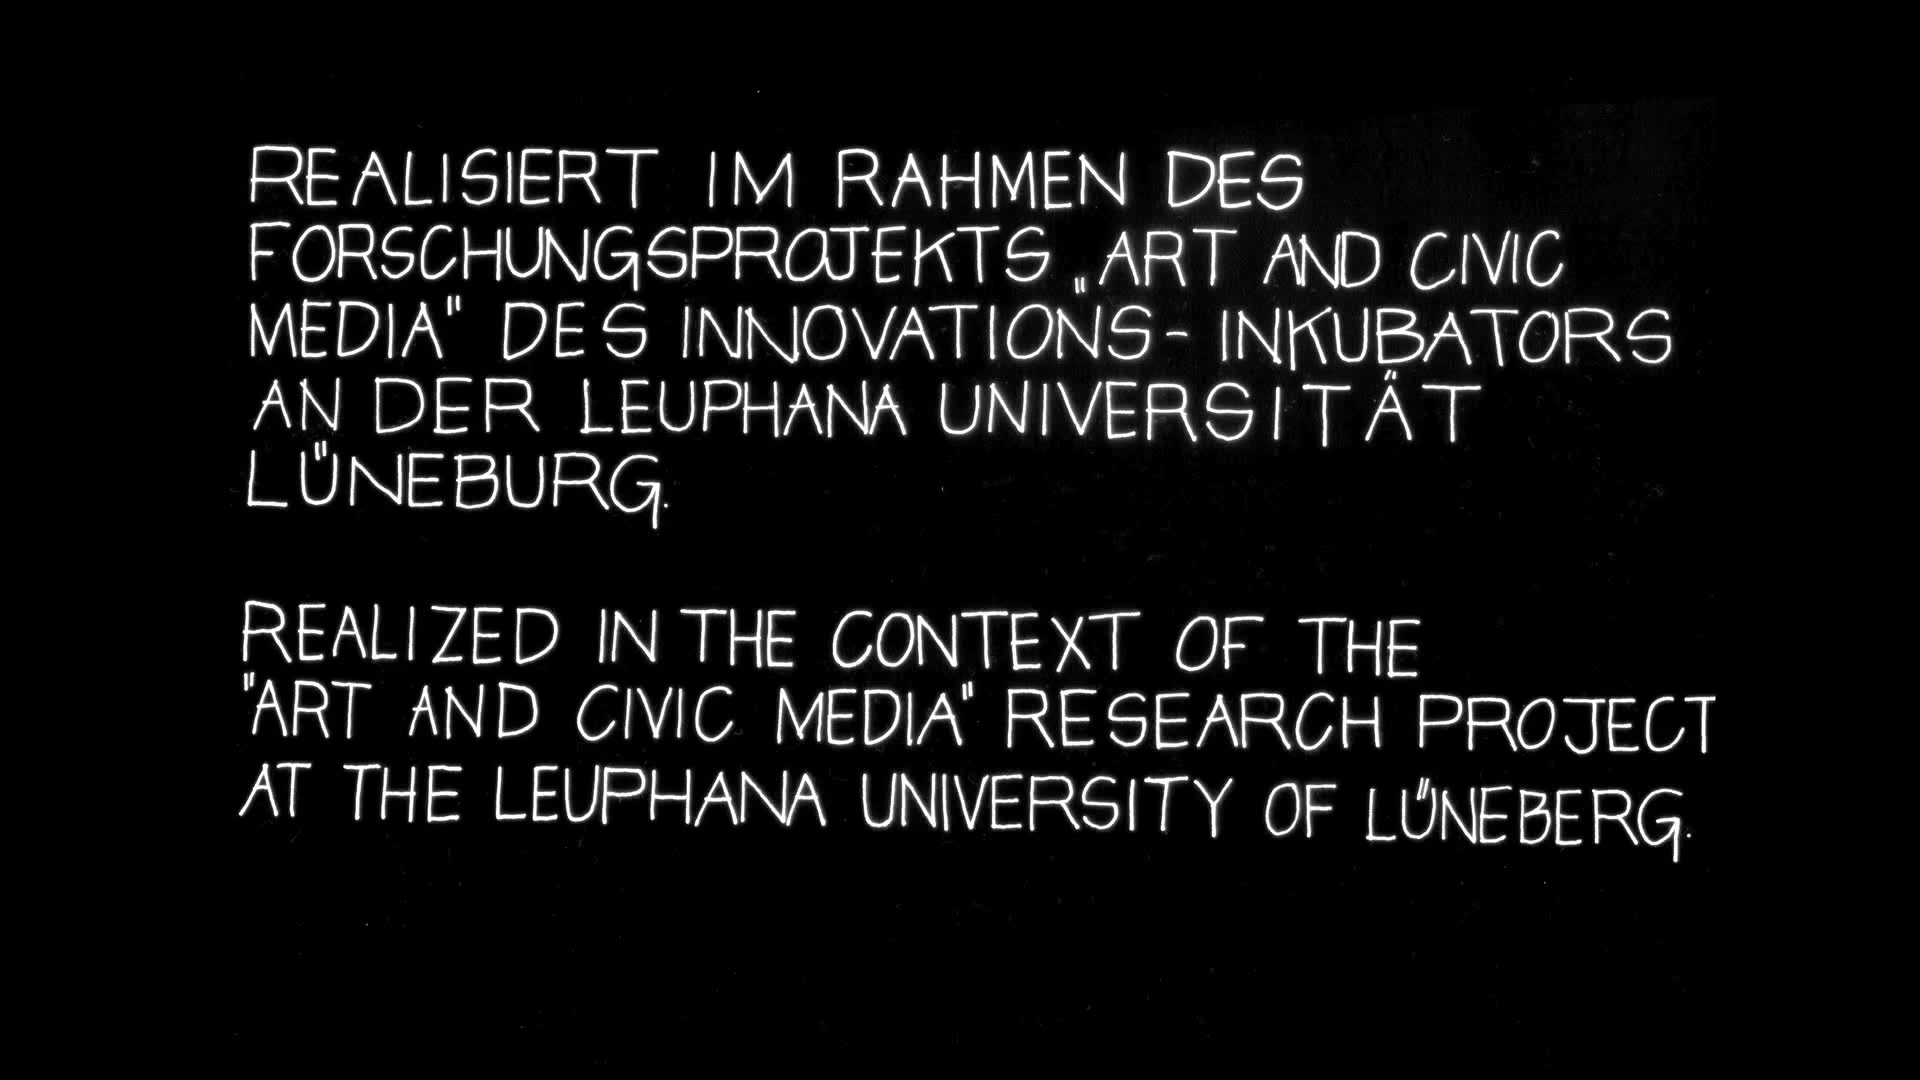 REALISIERT IM RAHMEN DES
FORSCHUNGSPROJEKTS „ART AND CIVIC
MEDIA" DES INNOVATIONS- INKUBATORS
AN DER LEUPHANA UNIVERSITÄT
LÜNEBURG.
REALIZED IN THE CONTEXT OF THE
"ART AND CIVIC MEDIA" RESEARCH PROJECT
AT THE LEUPHANA UNIVERSITY OF LÜNEBERG.